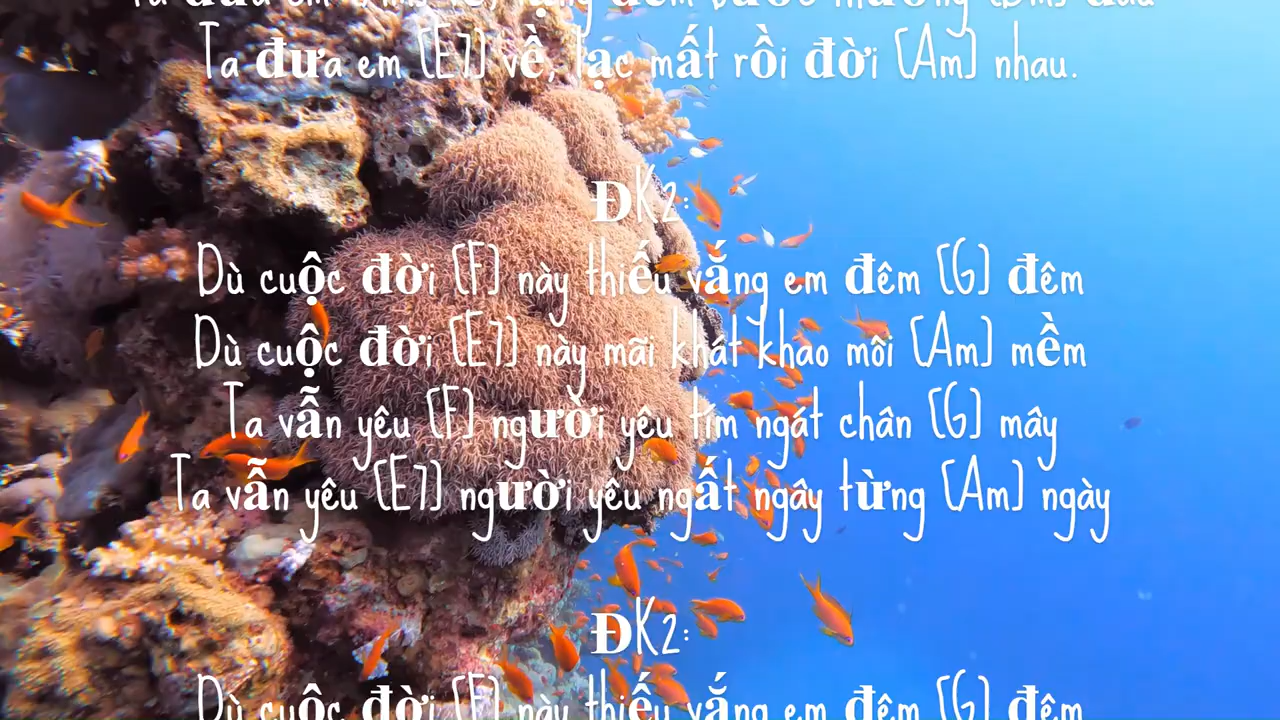 Ta đưa em [E7] về, lạc mất rồi đời [Am] nhau.
ĐK2:
Dù cuộc đời [F] này thiếu vắng em đêm [G] đêm
Dù cuộc đời [E7] này mãi khát khao môi [Am] mềm
Ta vẫn yêu [F] người yêu tím ngát chân [G] mây
Ta vẫn yêu [E7] người yêu ngất ngây từng [Am] ngày
ĐK2:
Dù cuộc đời [F] này thiếu vắng em đêm [G] đêm